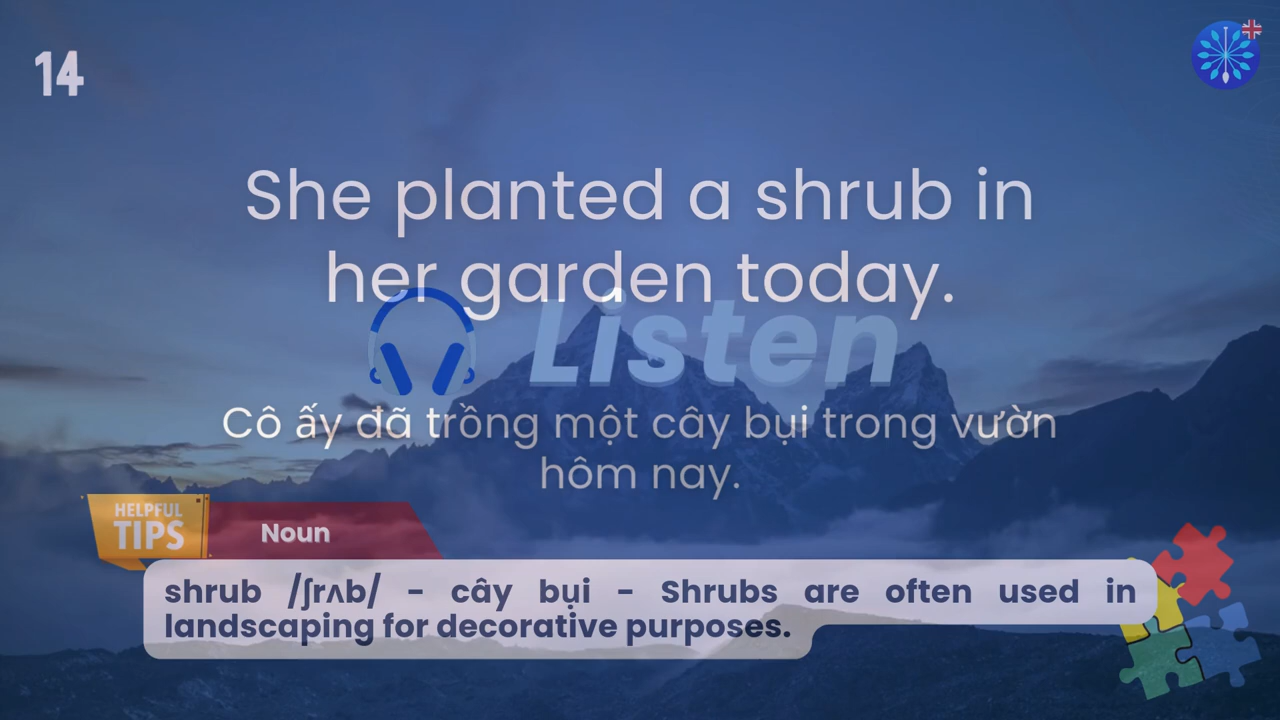 14
She planted a shrub in
her garden today.
Listen
Cô ấy đã trồng một cây bụi trong vườn
hôm nay.
HELPFUL
TIPS
Noun
shrub /ʃrʌb/ - cây bụi - Shrubs are often used in
landscaping for decorative purposes.